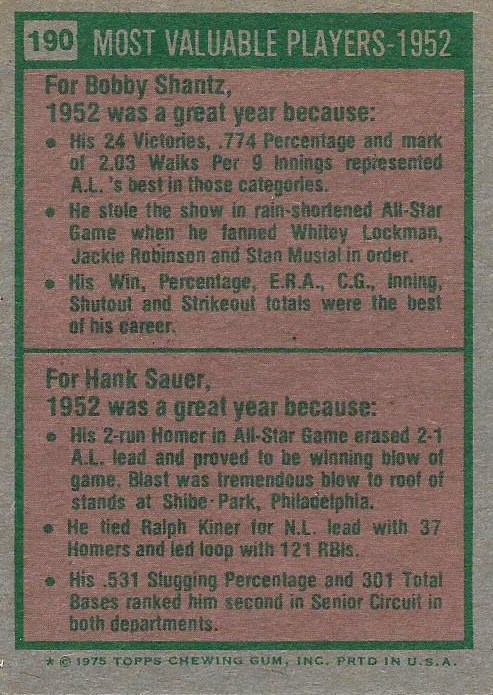 190 MOST VALUABLE PLAYERS-1952
For Bobby Shantz,
1952 was a great year because:
• His 24 Victories, .774 Percentage and mark
of 2.03 Walks Per 9 Innings represented
A.L. 's best in those categories.
• He stole the show in rain-shortened All-Star
Game when he fanned Whitey Lockman,
Jackie Robinson and Stan Musial in order.
• His Win, Percentage, E.R.A., C.G., Inning,
Shutout and Strikeout totals were the best
of his career.
For Hank Sauer,
1952 was a great year because:
• His 2-run Homer in All-Star Game erased 2-1
A.L. lead and proved to be winning blow of
game. Blast was tremendous blow to roof of
stands at Shibe-Park, Philadelphia.
• He tied Ralph Kiner for N.L. lead with 37
Homers and led loop with 121 RBIs.
• His .531 Slugging Percentage and 301 Total
Bases ranked him second in Senior Circuit in
both departments.
★ © 1975 TOPPS CHEWING GUM, INC. PRTD IN U.S.A.